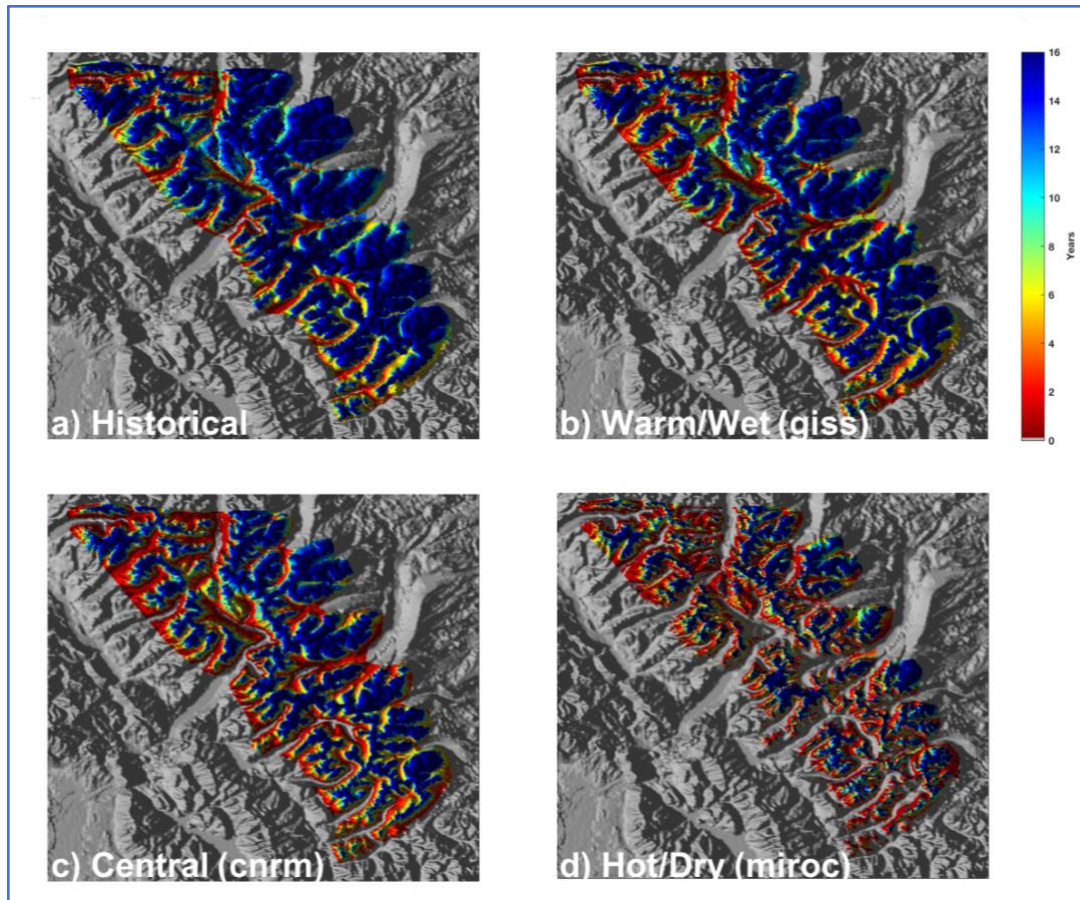 a) Historical
b) Warm/Wet (giss)
16
14
12
10
8
6
4
2
0
Years
c) Central (cnrm)
d) Hot/Dry (miroc)